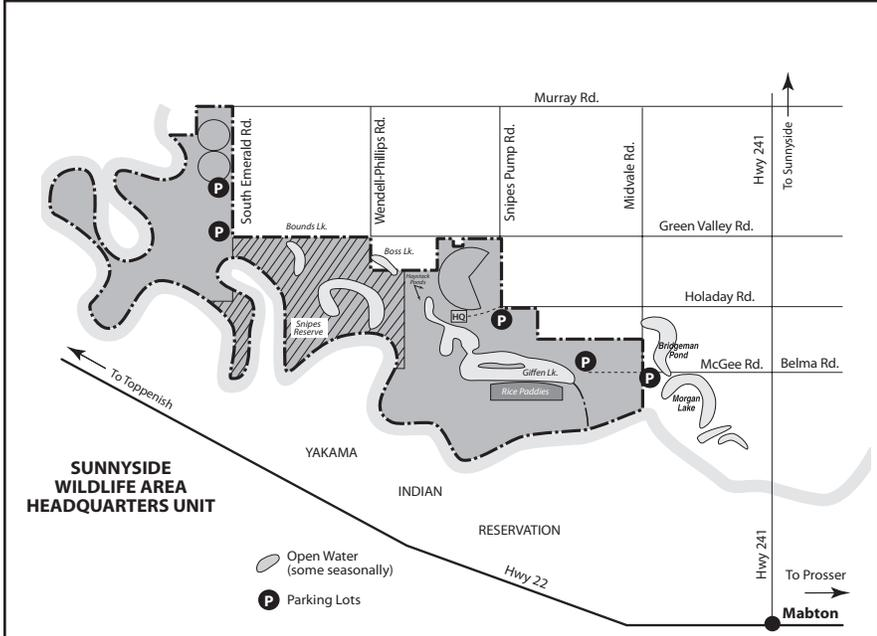 Murray Rd.
South Emerald Rd.
Wendell-Phillips Rd.
Snipes Pump Rd.
Midvale Rd.
Hwy 241
To Sunnyside
P
P
Bounds Lk.
Boss Lk.
Green Valley Rd.
Haystack
Ponds
HQ
P
Holaday Rd.
Snipes
Reserve
Bridgeman
Pond
P
McGee Rd.
Belma Rd.
Giffen Lk.
P
Rice Paddies
Morgan
Lake
To Toppenish
YAKAMA
INDIAN
RESERVATION
SUNNYSIDE
WILDLIFE AREA
HEADQUARTERS UNIT
Open Water
(some seasonally)
P Parking Lots
Hwy 22
Hwy 241
To Prosser
Mabton